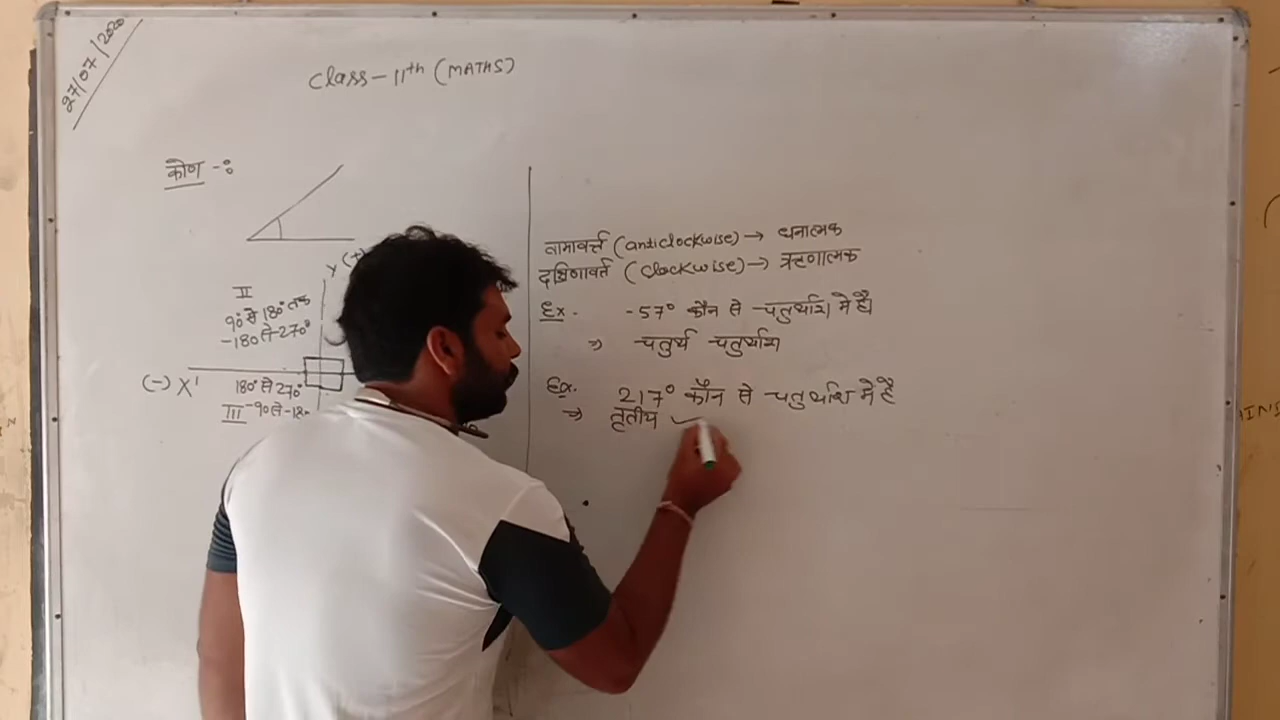 27/07/2020
Class - 11th (MATHS)
कोण -:
Y (+)
II
90° से 180° तक
-180 से -270°
(-) X'
180° से 270°
III -90 से -180
वामावर्त्त (anticlockwise) → धनात्मक
दक्षिणावर्त (clockwise) → ऋणात्मक
Ex. -57° कौन से चतुर्थांश मे है।
⇒ चतुर्थ चतुर्थांश
Ex. 217° कौन से चतुर्थांश मे है
⇒ तृतीय